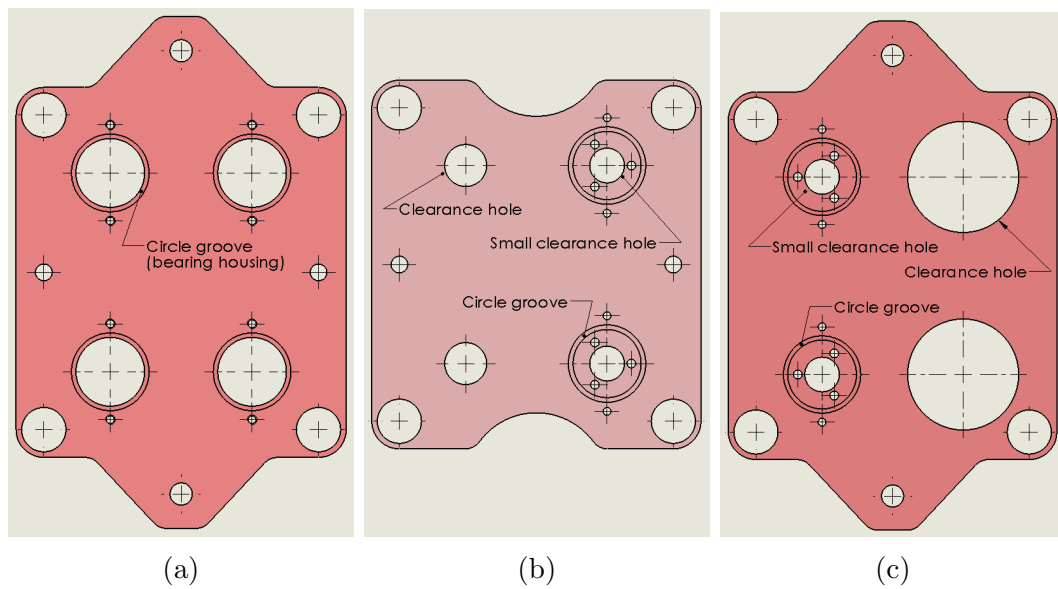 Circle groove
(bearing housing)
(a)
Clearance hole
Small clearance hole
Circle groove
(b)
Small clearance hole
Clearance hole
Circle groove
(c)